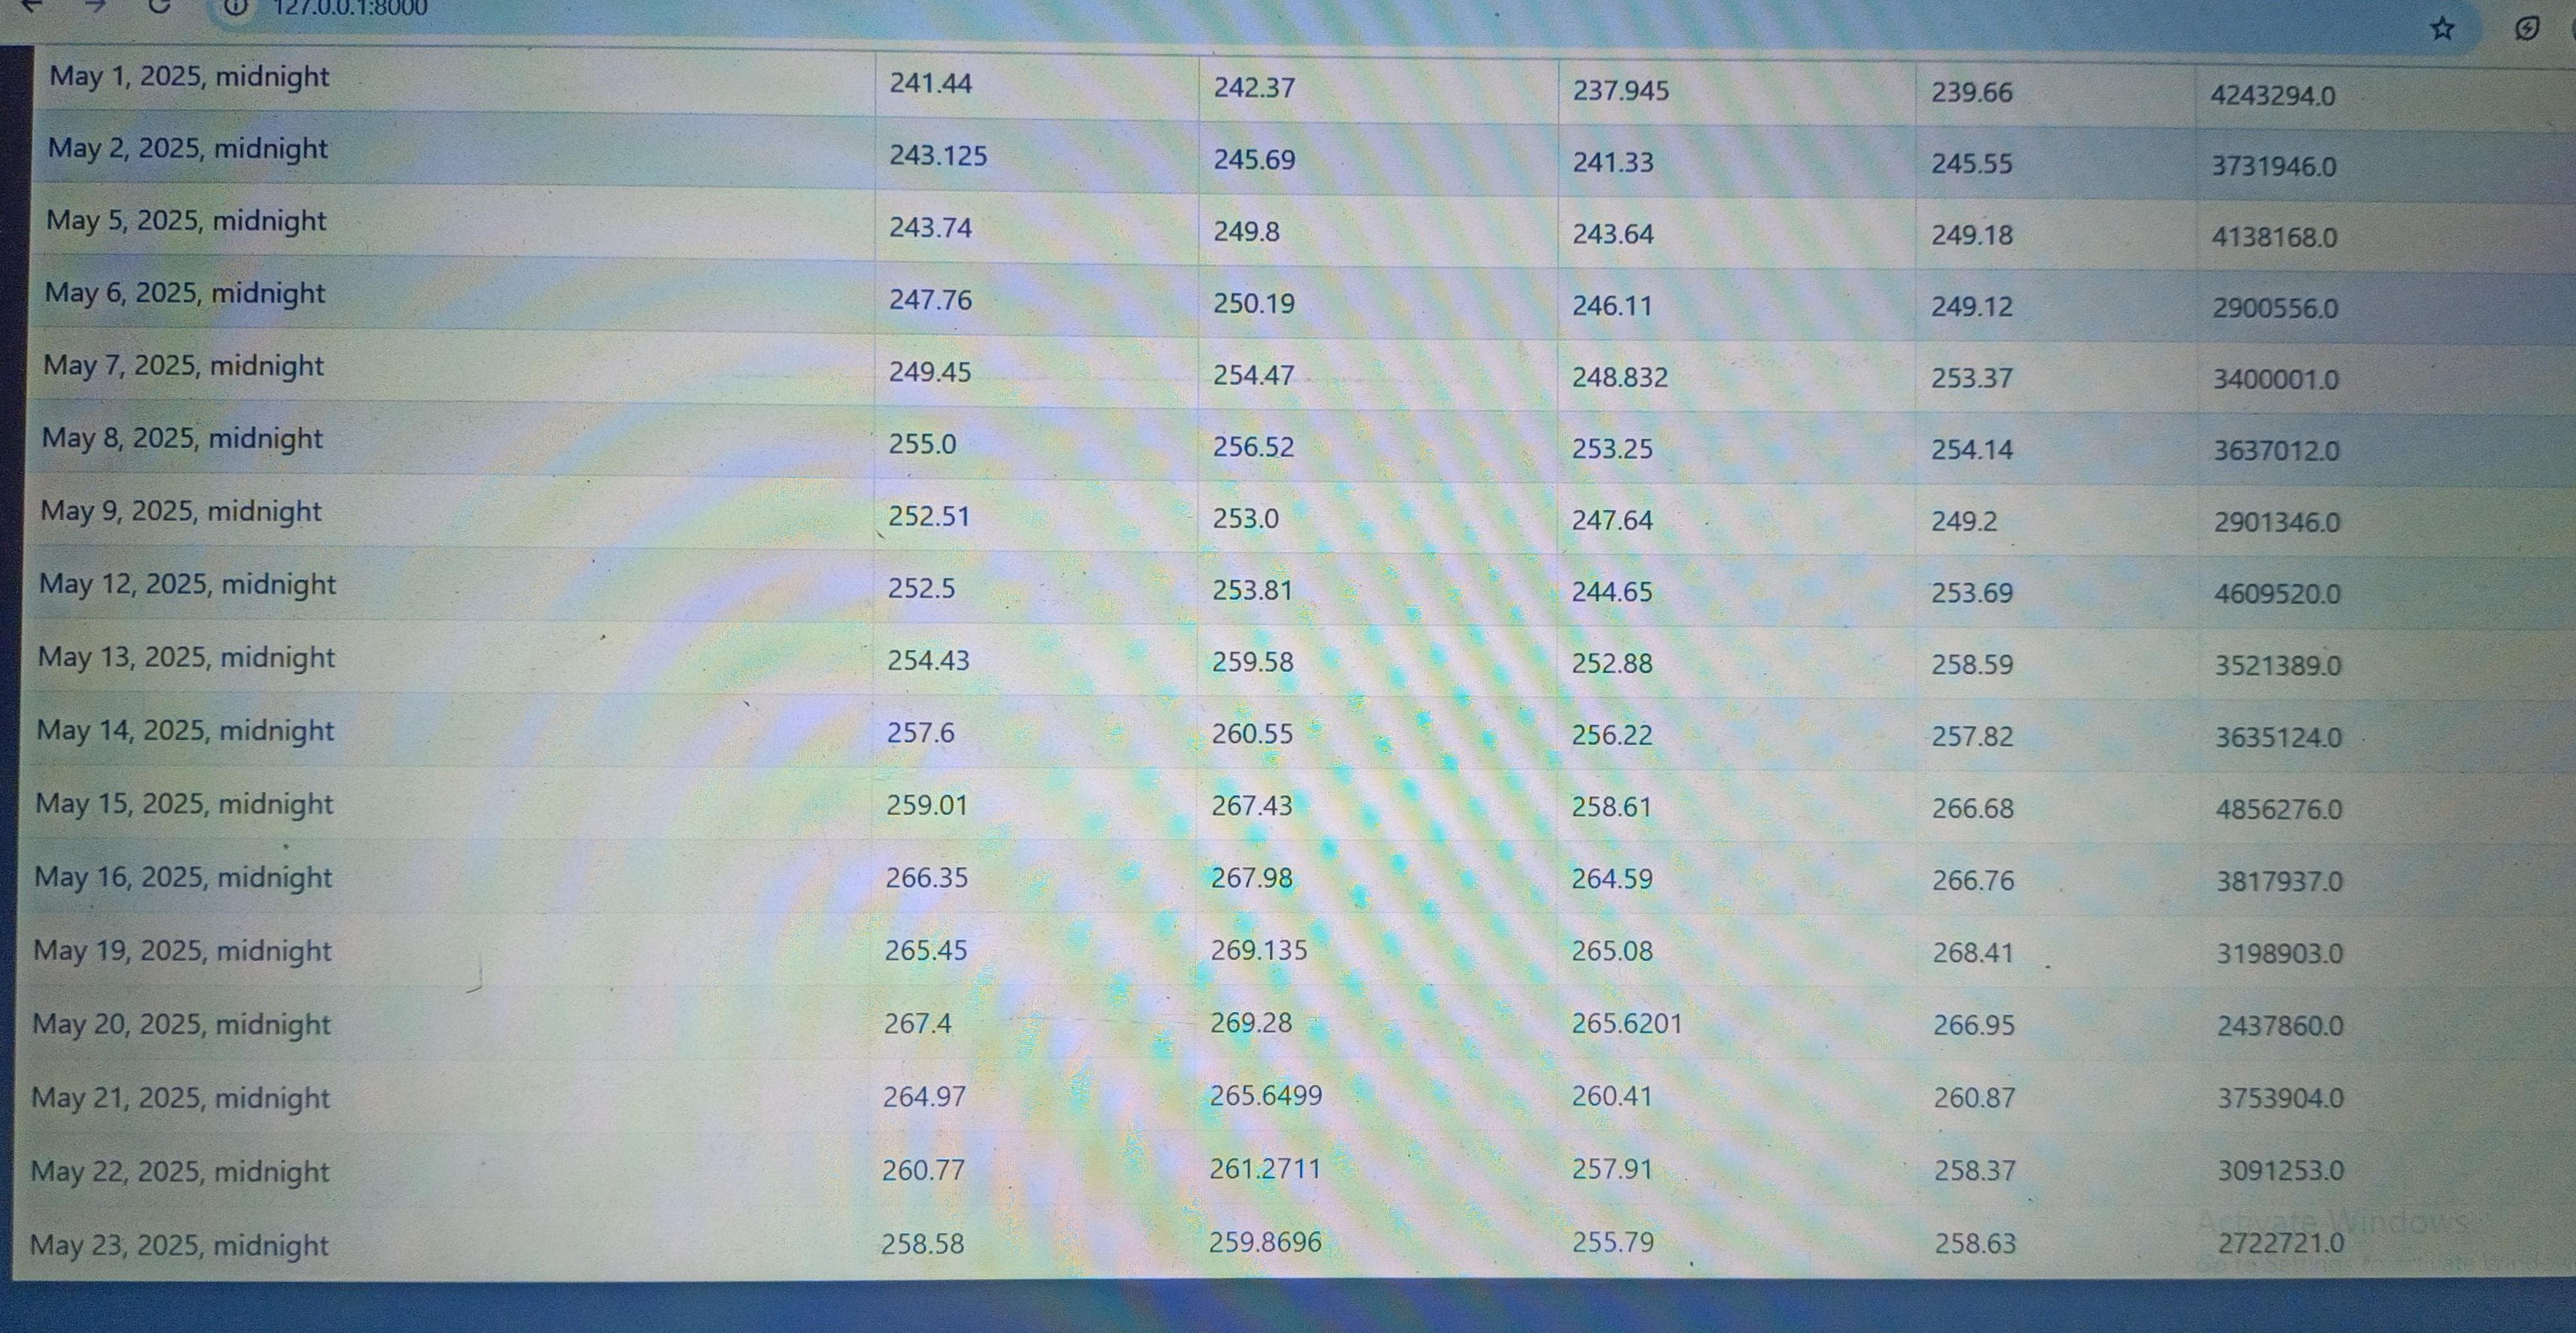 127.0.0.1:8000
May 1, 2025, midnight 241.44 242.37 237.945 239.66 4243294.0
May 2, 2025, midnight 243.125 245.69 241.33 245.55 3731946.0
May 5, 2025, midnight 243.74 249.8 243.64 249.18 4138168.0
May 6, 2025, midnight 247.76 250.19 246.11 249.12 2900556.0
May 7, 2025, midnight 249.45 254.47 248.832 253.37 3400001.0
May 8, 2025, midnight 255.0 256.52 253.25 254.14 3637012.0
May 9, 2025, midnight 252.51 253.0 247.64 249.2 2901346.0
May 12, 2025, midnight 252.5 253.81 244.65 253.69 4609520.0
May 13, 2025, midnight 254.43 259.58 252.88 258.59 3521389.0
May 14, 2025, midnight 257.6 260.55 256.22 257.82 3635124.0
May 15, 2025, midnight 259.01 267.43 258.61 266.68 4856276.0
May 16, 2025, midnight 266.35 267.98 264.59 266.76 3817937.0
May 19, 2025, midnight 265.45 269.135 265.08 268.41 3198903.0
May 20, 2025, midnight 267.4 269.28 265.6201 266.95 2437860.0
May 21, 2025, midnight 264.97 265.6499 260.41 260.87 3753904.0
May 22, 2025, midnight 260.77 261.2711 257.91 258.37 3091253.0
Activate Windows
May 23, 2025, midnight 258.58 259.8696 255.79 258.63 2722721.0
Go to Settings to activate